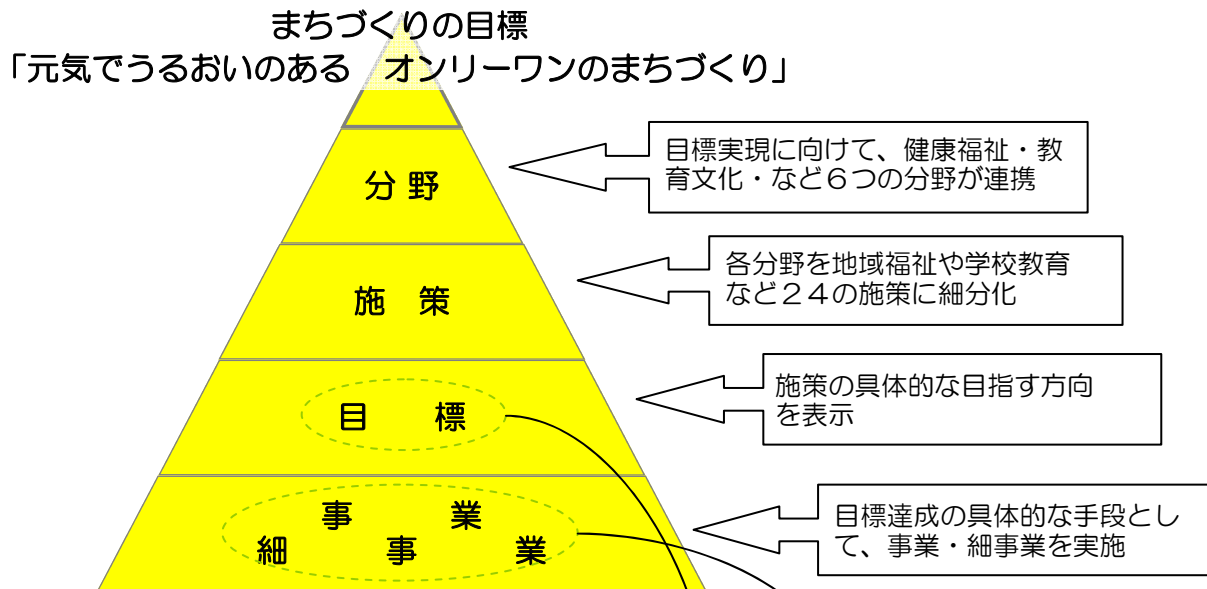 まちづくりの目標
「元気でうるおいのある　オンリーワンのまちづくり」
分 野
目標実現に向けて、健康福祉・教
育文化・など６つの分野が連携
施　策
各分野を地域福祉や学校教育
など２４の施策に細分化
目　標
施策の具体的な目指す方向
を表示
事　業
細　事　業
目標達成の具体的な手段とし
て、事業・細事業を実施